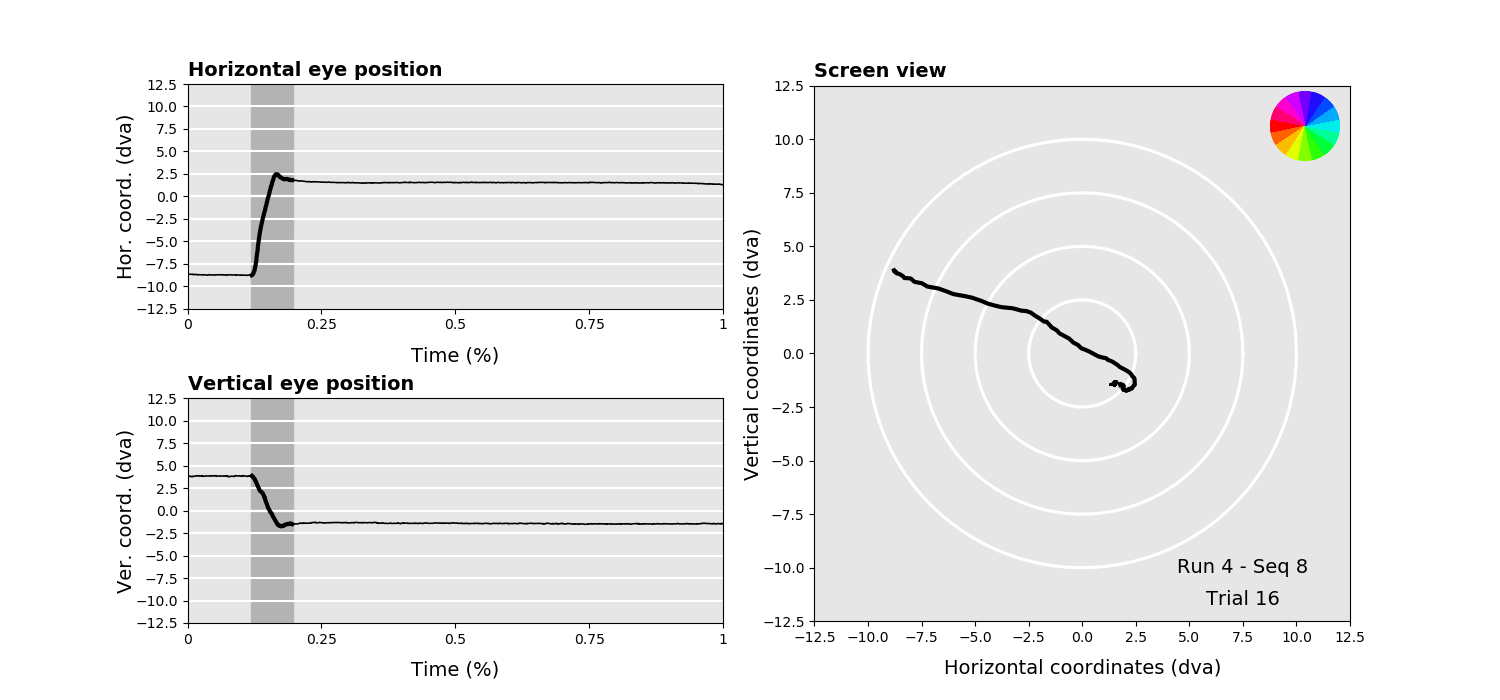 Horizontal eye position
Hor. coord. (dva)
12.5
10.0
7.5
5.0
2.5
0.0
−2.5
−5.0
−7.5
−10.0
−12.5
0 0.25 0.5 0.75 1
Time (%)
Vertical eye position
Ver. coord. (dva)
12.5
10.0
7.5
5.0
2.5
0.0
−2.5
−5.0
−7.5
−10.0
−12.5
0 0.25 0.5 0.75 1
Time (%)
Screen view
Vertical coordinates (dva)
12.5
10.0
7.5
5.0
2.5
0.0
−2.5
−5.0
−7.5
−10.0
−12.5
Run 4 - Seq 8
Trial 16
−12.5 −10.0 −7.5 −5.0 −2.5 0.0 2.5 5.0 7.5 10.0 12.5
Horizontal coordinates (dva)